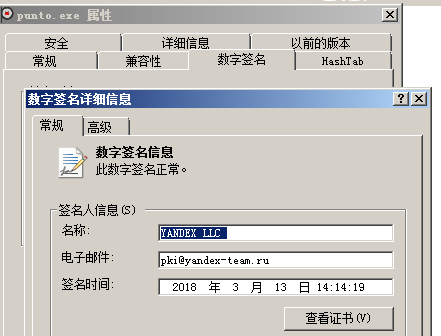 punto.exe 属性
安全 详细信息 以前的版本
常规 兼容性 数字签名 HashTab
数字签名详细信息
常规 高级
数字签名信息
此数字签名正常。
签名人信息(S)
名称: YANDEX LLC
电子邮件: pki@yandex-team.ru
签名时间: 2018 年 3 月 13 日 14:14:19
查看证书(V)